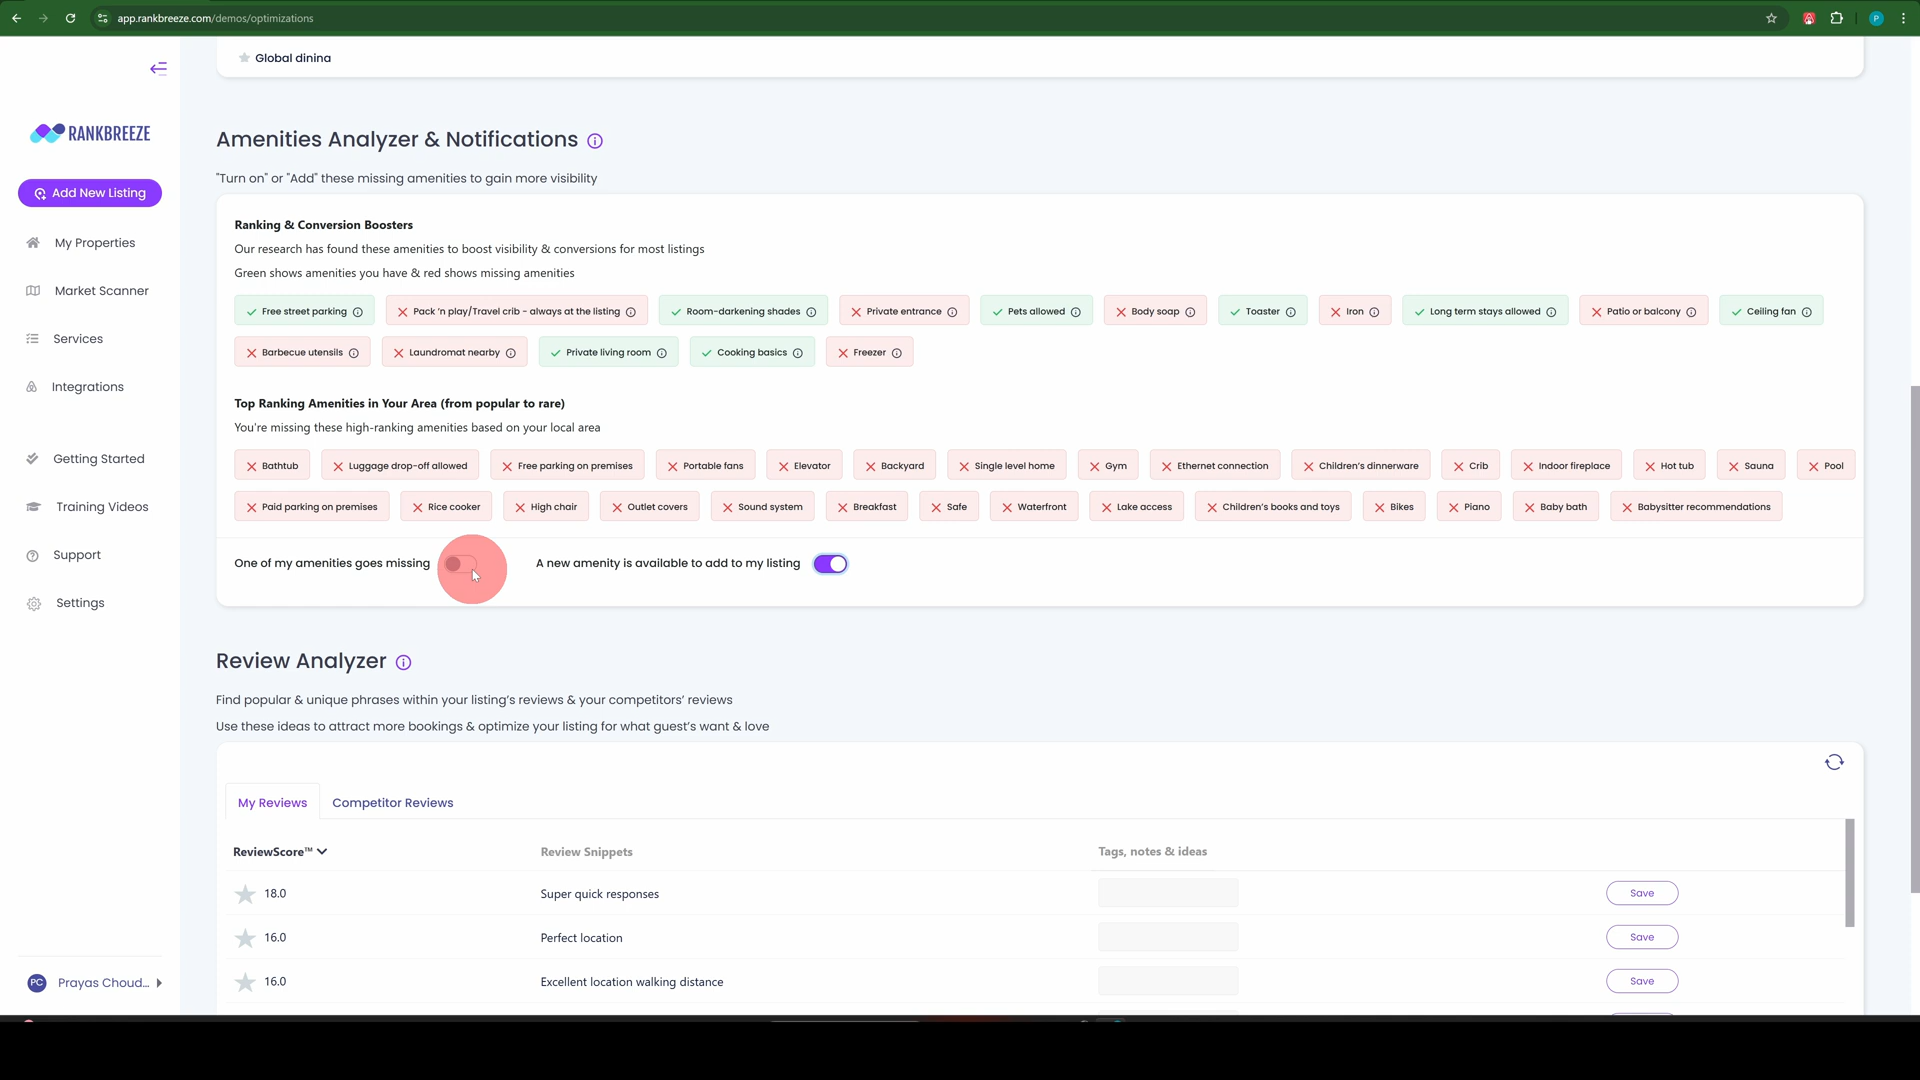 app.rankbreeze.com/demos/optimizations
P
Global dining
RANKBREEZE
Add New Listing
My Properties
Market Scanner
Services
Integrations
Getting Started
Training Videos
Support
Settings
PC Prayas Choud...
Amenities Analyzer & Notifications
"Turn on" or "Add" these missing amenities to gain more visibility
Ranking & Conversion Boosters
Our research has found these amenities to boost visibility & conversions for most listings
Green shows amenities you have & red shows missing amenities
Free street parking Pack 'n play/Travel crib - always at the listing Room-darkening shades Private entrance Pets allowed Body soap Toaster Iron Long term stays allowed Patio or balcony Ceiling fan
Barbecue utensils Laundromat nearby Private living room Cooking basics Freezer
Top Ranking Amenities in Your Area (from popular to rare)
You're missing these high-ranking amenities based on your local area
Bathtub Luggage drop-off allowed Free parking on premises Portable fans Elevator Backyard Single level home Gym Ethernet connection Children's dinnerware Crib Indoor fireplace Hot tub Sauna Pool
Paid parking on premises Rice cooker High chair Outlet covers Sound system Breakfast Safe Waterfront Lake access Children's books and toys Bikes Piano Baby bath Babysitter recommendations
One of my amenities goes missing A new amenity is available to add to my listing
Review Analyzer
Find popular & unique phrases within your listing's reviews & your competitors' reviews
Use these ideas to attract more bookings & optimize your listing for what guest's want & love
My Reviews Competitor Reviews
ReviewScore™ Review Snippets Tags, notes & ideas
18.0 Super quick responses Save
16.0 Perfect location Save
16.0 Excellent location walking distance Save